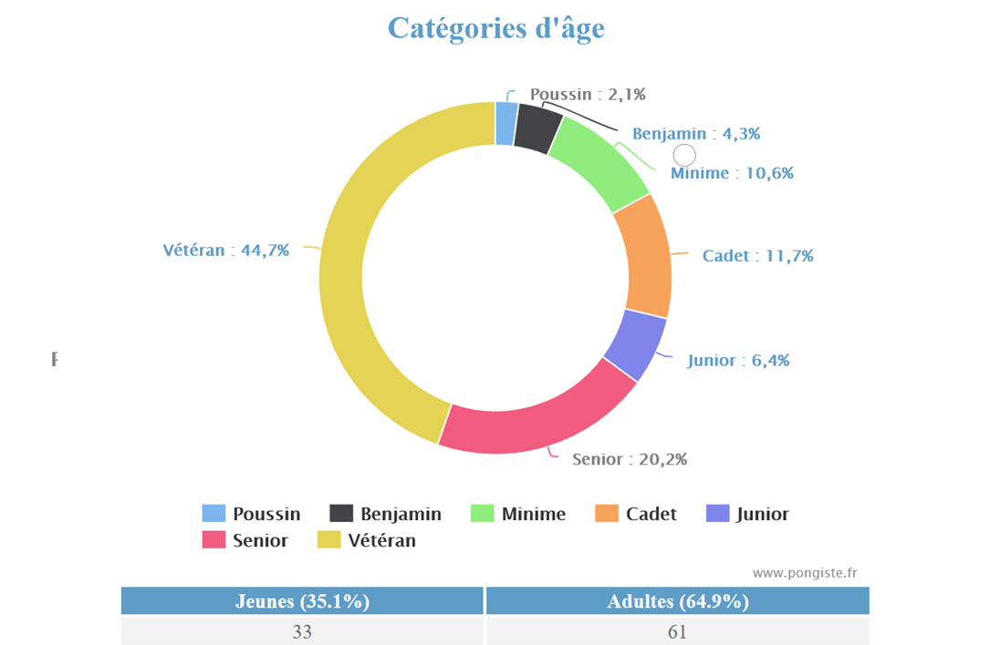 Catégories d'âge
Poussin : 2,1%
Benjamin : 4,3%
Minime : 10,6%
Vétéran : 44,7%
Cadet : 11,7%
Junior : 6,4%
Senior : 20,2%
Poussin Benjamin Minime Cadet Junior
Senior Vétéran
www.pongiste.fr
Jeunes (35.1%) Adultes (64.9%)
33 61